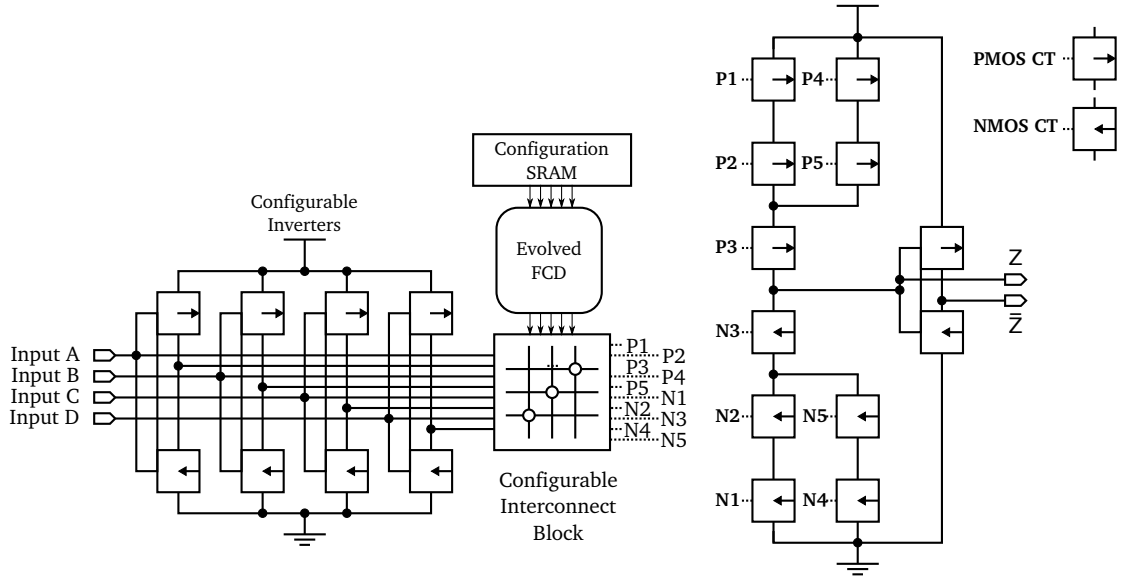 Configuration
SRAM
Configurable
Inverters
Evolved
FCD
Input A
Input B
Input C
Input D
P1
P2
P3
P4
P5
N1
N2
N3
N4
N5
Configurable
Interconnect
Block
P1
P4
P2
P5
P3
N3
N2
N5
N1
N4
Z
Z̄
PMOS CT
NMOS CT